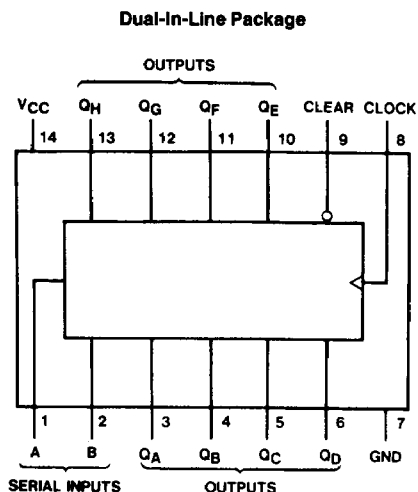 Dual-In-Line Package
OUTPUTS
VCC QH QG QF QE CLEAR CLOCK
14 13 12 11 10 9 8
1 2 3 4 5 6 7
A B QA QB QC QD GND
SERIAL INPUTS OUTPUTS